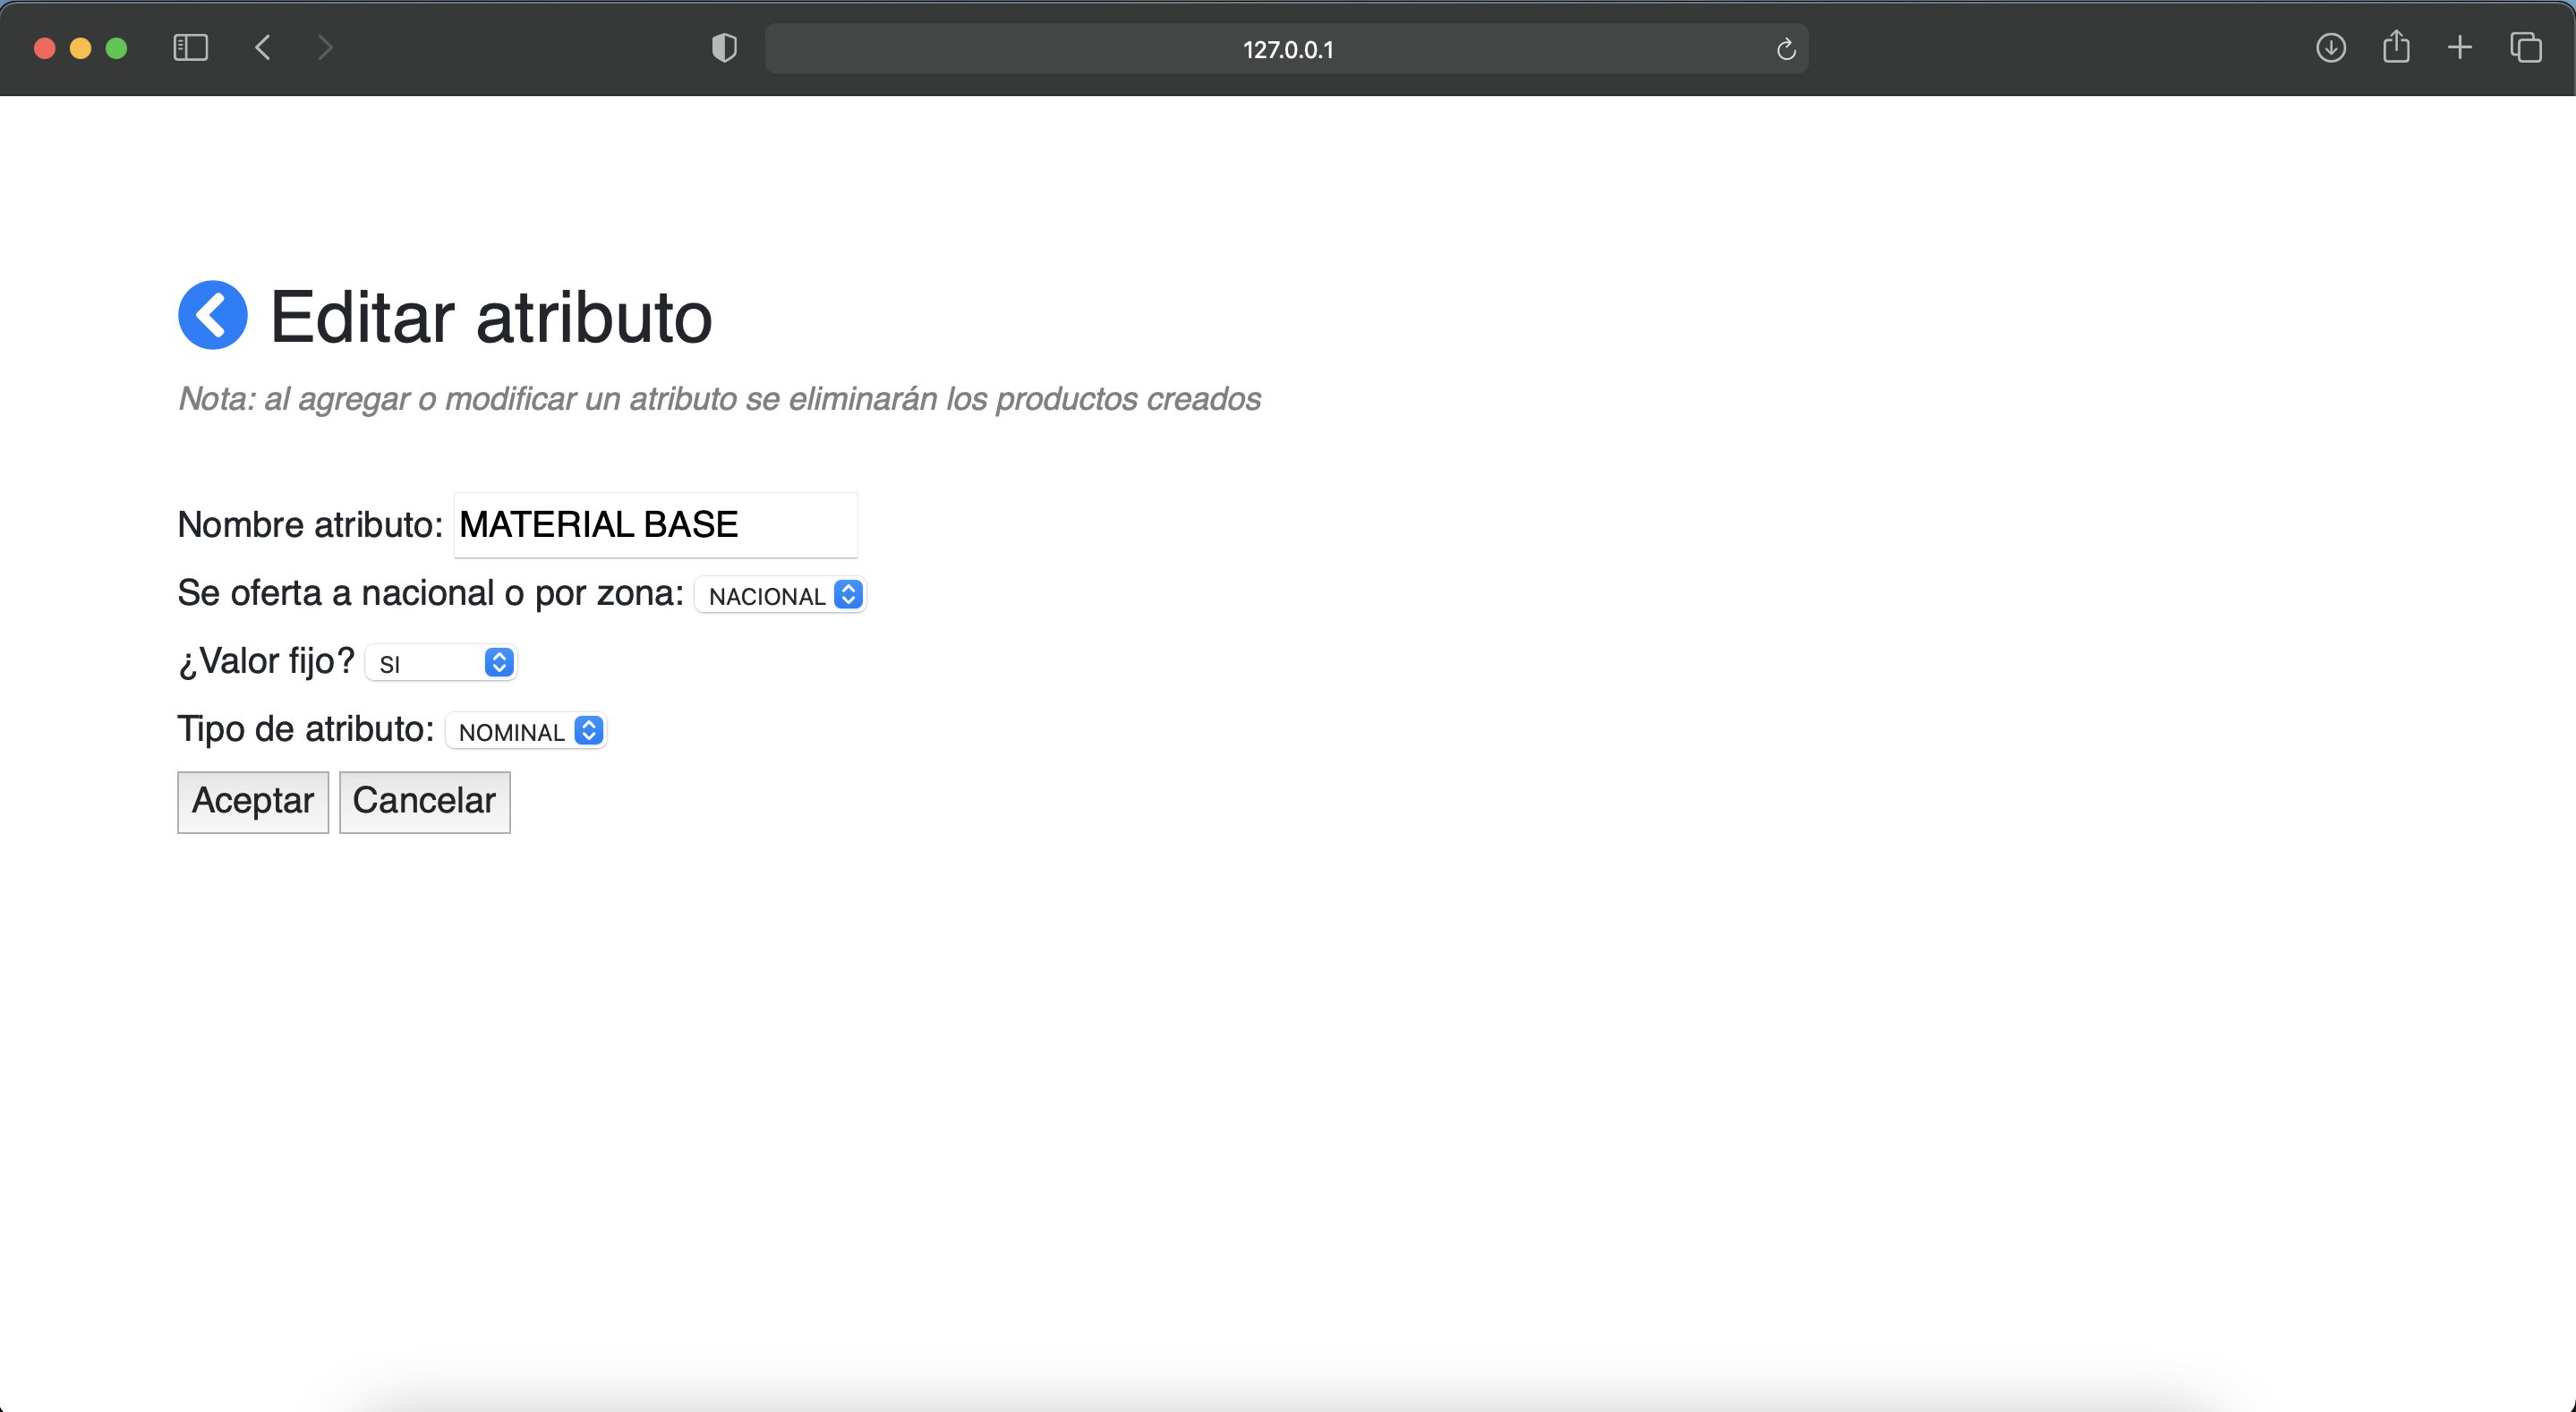 127.0.0.1
Editar atributo
Nota: al agregar o modificar un atributo se eliminarán los productos creados
Nombre atributo: MATERIAL BASE
Se oferta a nacional o por zona: NACIONAL
¿Valor fijo? SI
Tipo de atributo: NOMINAL
Aceptar Cancelar